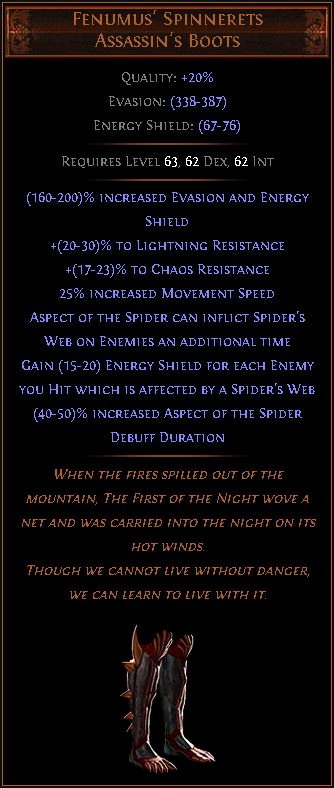 Fenumus' Spinnerets
Assassin's Boots
Quality: +20%
Evasion: (338-387)
Energy Shield: (67-76)
Requires Level 63, 62 Dex, 62 Int
(160-200)% increased Evasion and Energy
Shield
+(20-30)% to Lightning Resistance
+(17-23)% to Chaos Resistance
25% increased Movement Speed
Aspect of the Spider can inflict Spider's
Web on Enemies an additional time
Gain (15-20) Energy Shield for each Enemy
you Hit which is affected by a Spider's Web
(40-50)% increased Aspect of the Spider
Debuff Duration
When the fires spilled out of the
mountain, The First of the Night wove a
net and was carried into the night on its
hot winds.
Though we cannot live without danger,
we can learn to live with it.